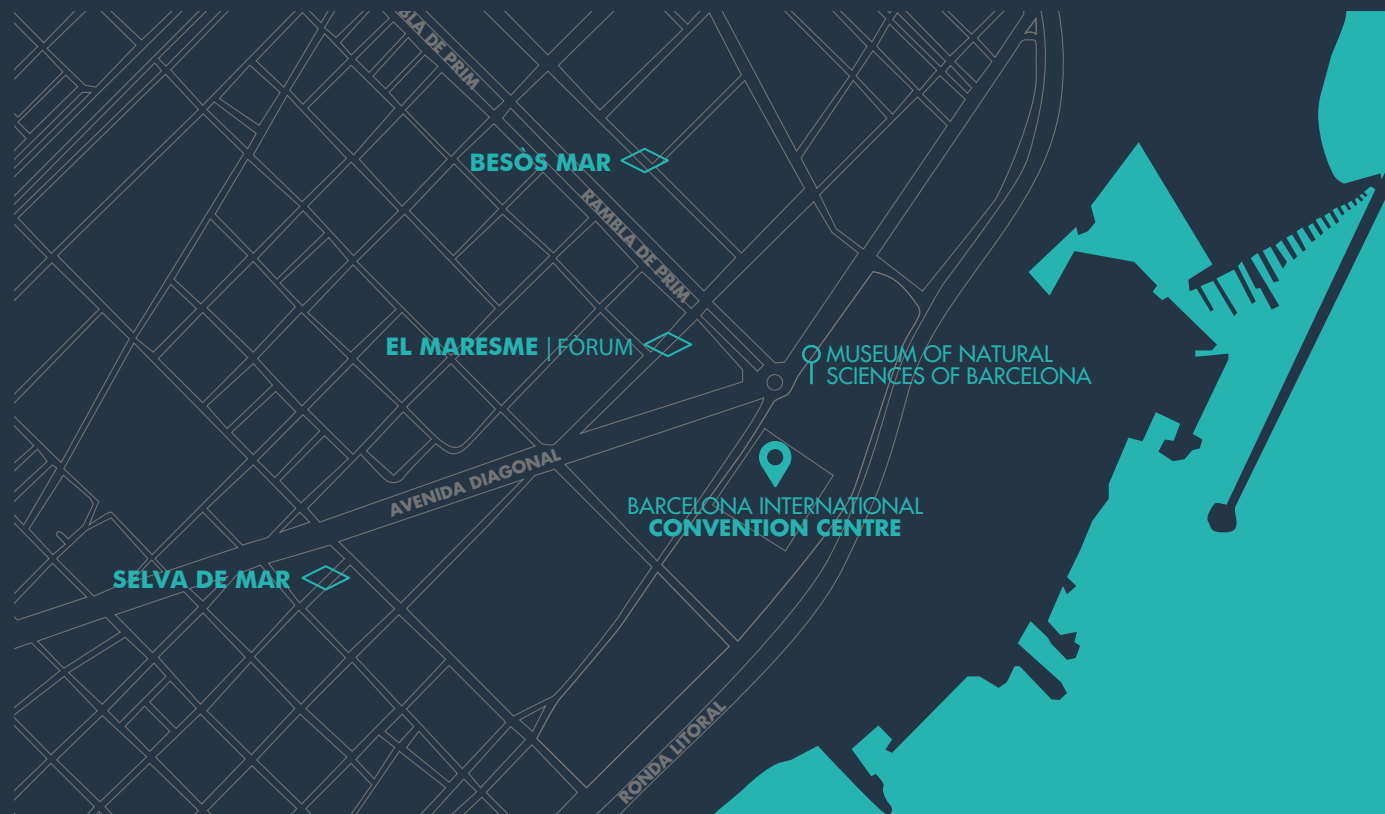 BLA DE PRIM
BESÒS MAR
RAMBLA DE PRIM
EL MARESME | FÒRUM
MUSEUM OF NATURAL
SCIENCES OF BARCELONA
AVENIDA DIAGONAL
BARCELONA INTERNATIONAL
CONVENTION CENTRE
SELVA DE MAR
RONDA LITORAL